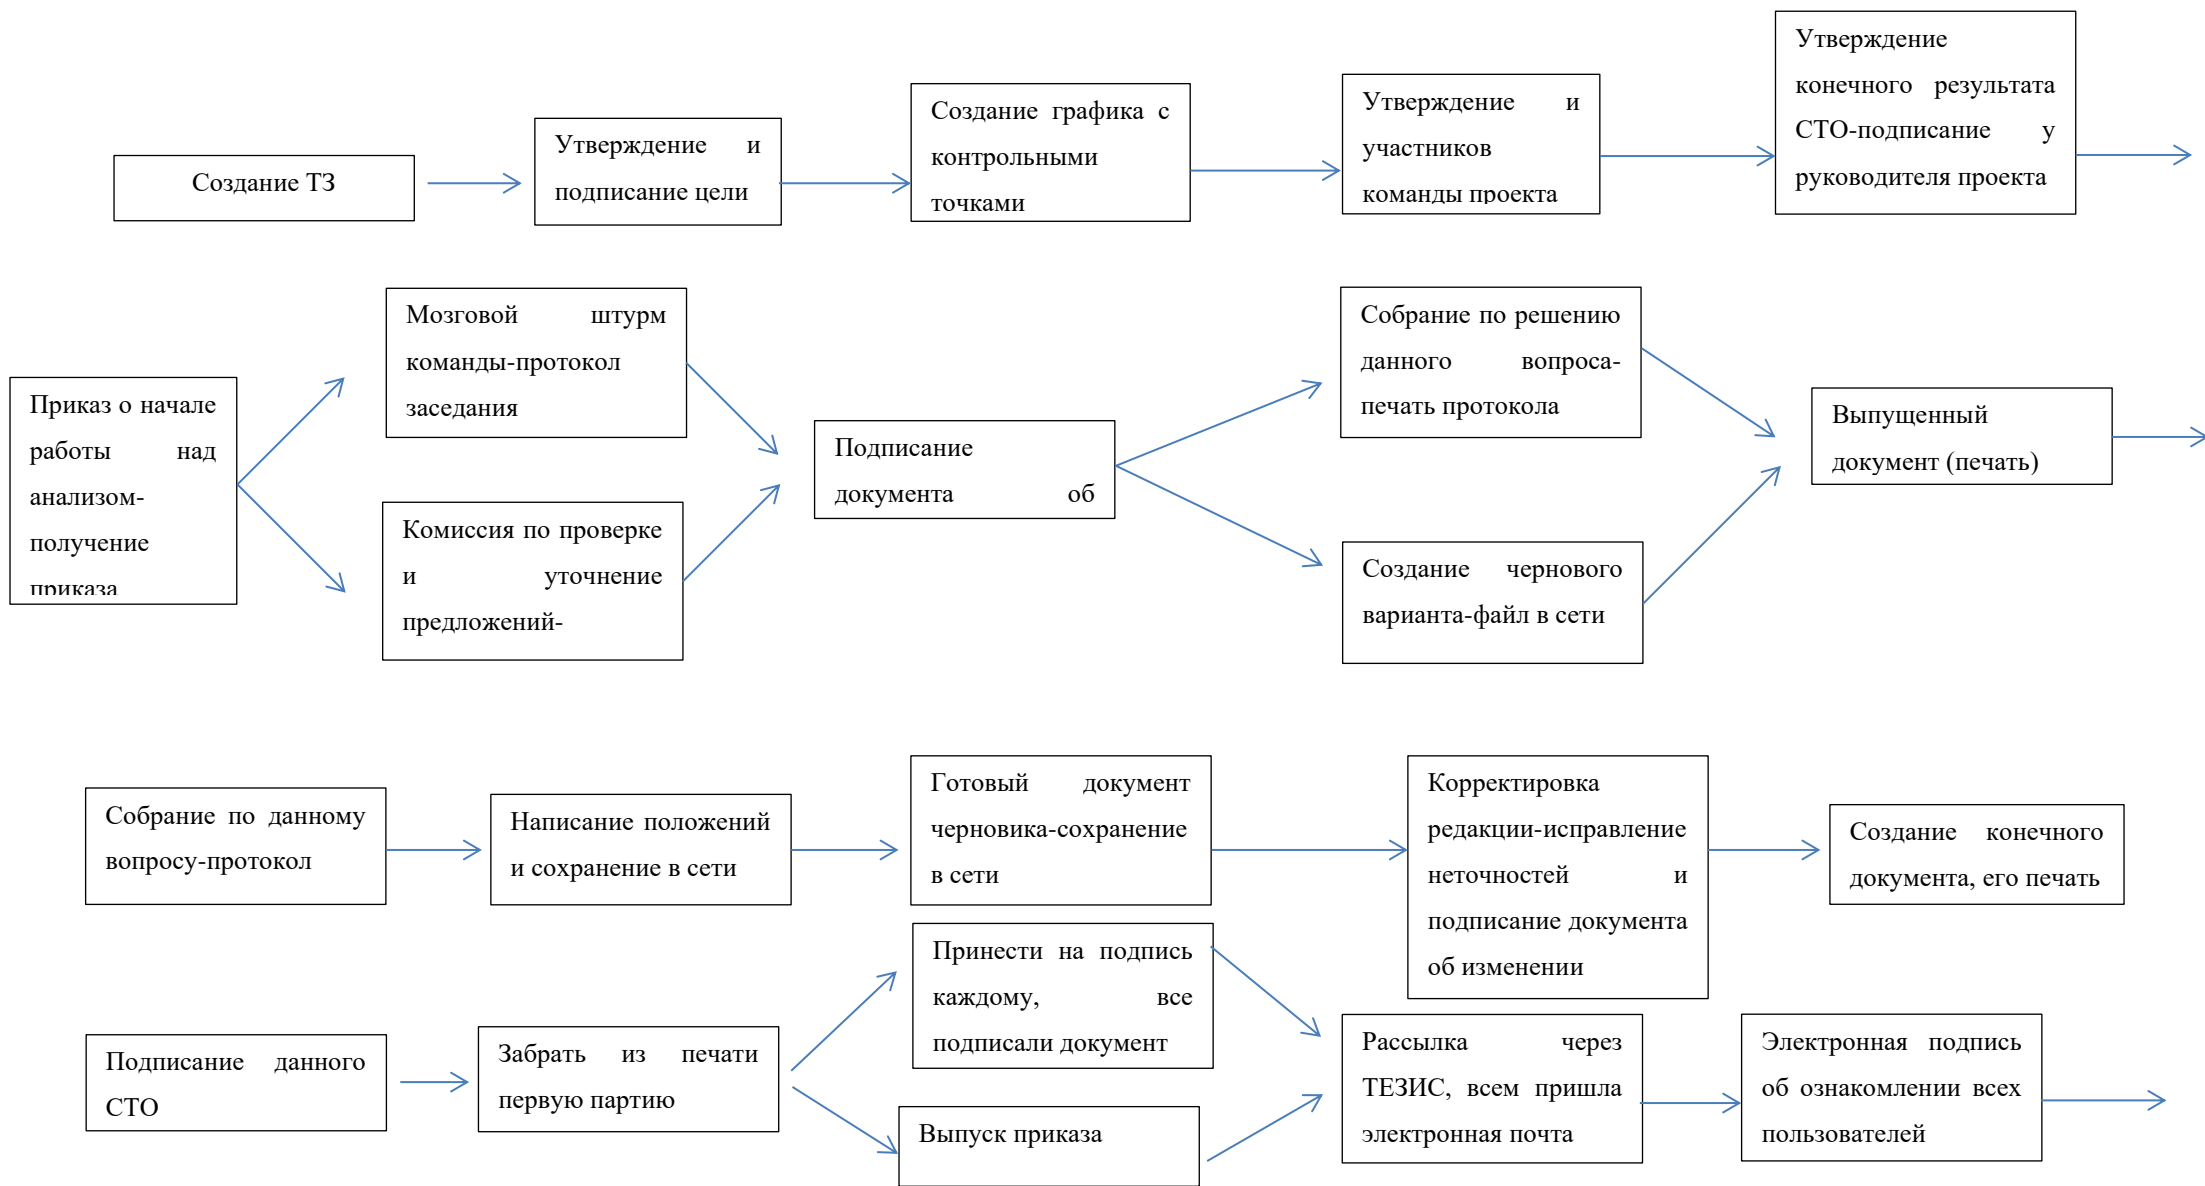 Создание ТЗ
Утверждение и
подписание цели
Создание графика с
контрольными
точками
Утверждение и
участников
команды проекта
Утверждение
конечного результата
СТО-подписание у
руководителя проекта
Приказ о начале
работы над
анализом-
получение
приказа
Мозговой штурм
команды-протокол
заседания
Комиссия по проверке
и уточнение
предложений-
Подписание
документа об
Собрание по решению
данного вопроса-
печать протокола
Создание чернового
варианта-файл в сети
Выпущенный
документ (печать)
Собрание по данному
вопросу-протокол
Написание положений
и сохранение в сети
Готовый документ
черновика-сохранение
в сети
Корректировка
редакции-исправление
неточностей и
подписание документа
об изменении
Создание конечного
документа, его печать
Подписание данного
СТО
Забрать из печати
первую партию
Принести на подпись
каждому, все
подписали документ
Выпуск приказа
Рассылка через
ТЕЗИС, всем пришла
электронная почта
Электронная подпись
об ознакомлении всех
пользователей